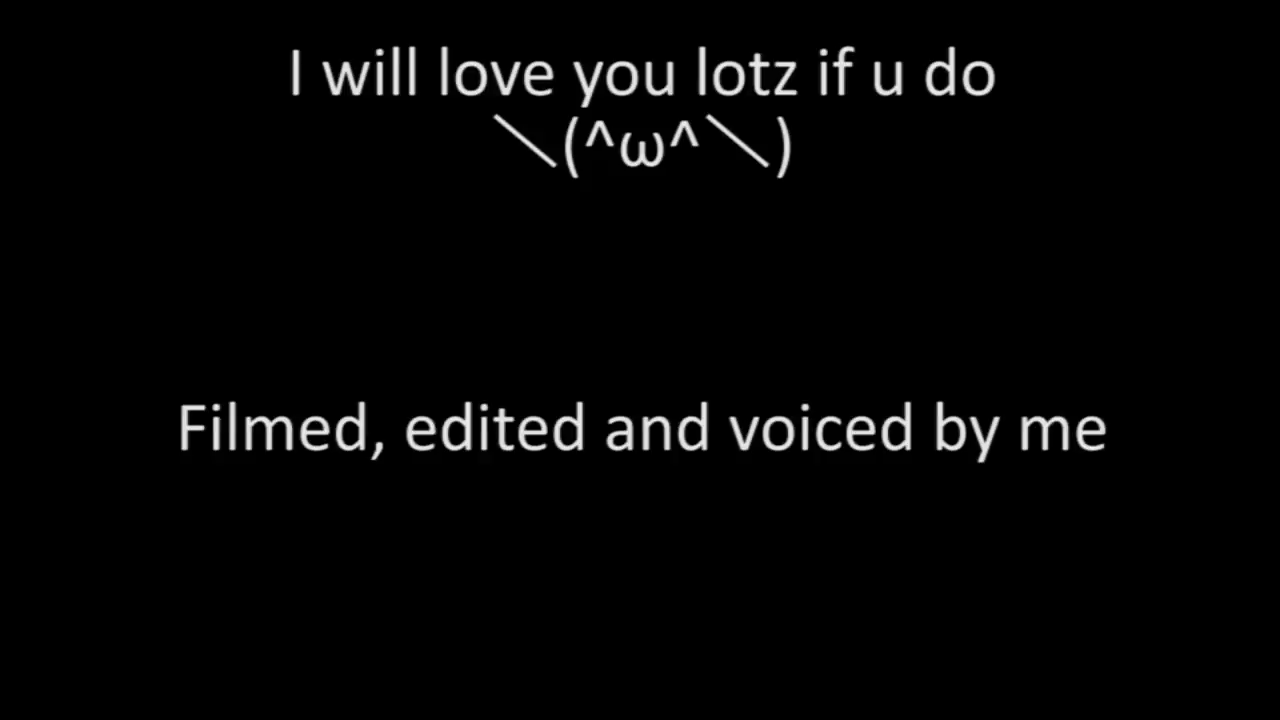 I will love you lotz if u do
＼(^ω^＼)
Filmed, edited and voiced by me